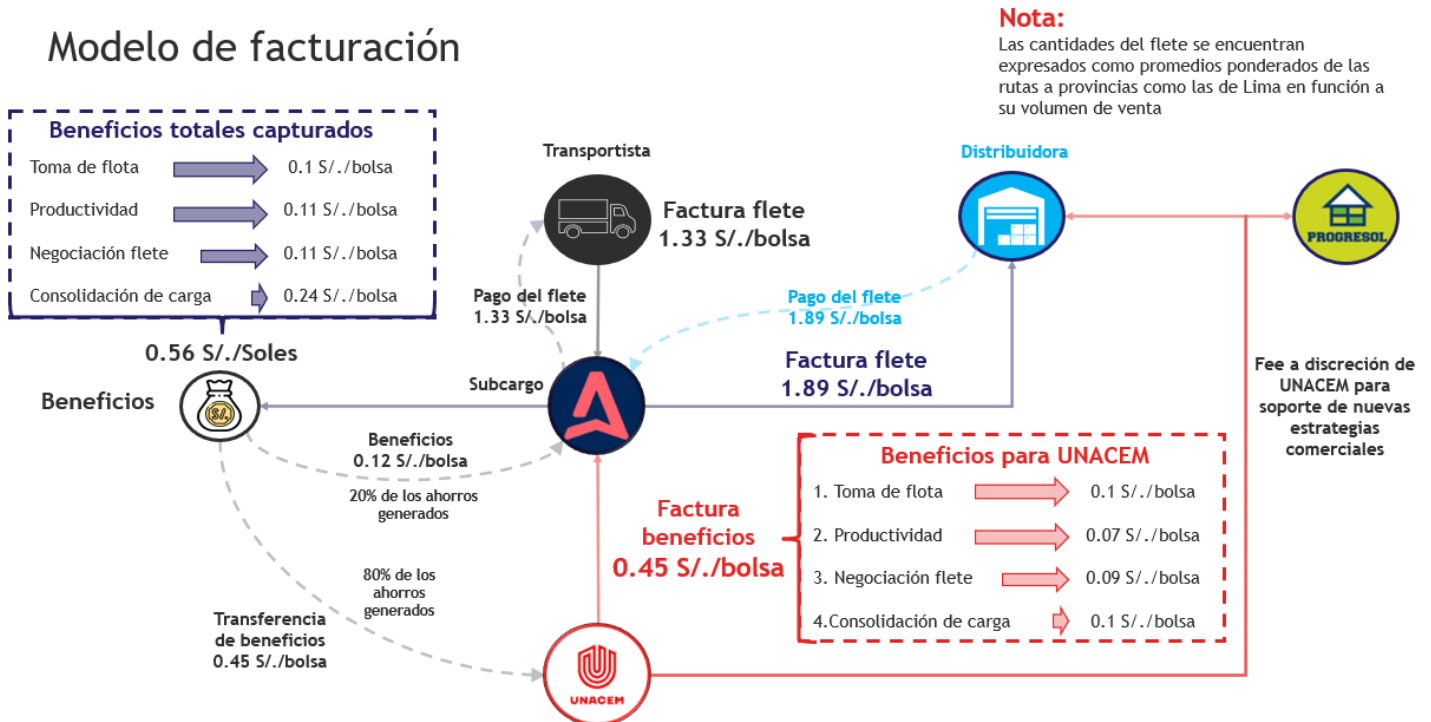 Modelo de facturación
Nota:
Las cantidades del flete se encuentran
expresados como promedios ponderados de las
rutas a provincias como las de Lima en función a
su volumen de venta
Beneficios totales capturados
Toma de flota 0.1 S/./bolsa
Productividad 0.11 S/./bolsa
Negociación flete 0.11 S/./bolsa
Consolidación de carga 0.24 S/./bolsa
0.56 S/./Soles
Beneficios
S/.
Transportista
Factura flete
1.33 S/./bolsa
Pago del flete
1.33 S/./bolsa
Subcargo
Distribuidora
Pago del flete
1.89 S/./bolsa
Factura flete
1.89 S/./bolsa
PROGRESOL
Fee a discreción de
UNACEM para
soporte de nuevas
estrategias
comerciales
Beneficios
0.12 S/./bolsa
20% de los ahorros
generados
80% de los
ahorros
generados
Transferencia
de beneficios
0.45 S/./bolsa
Factura
beneficios
0.45 S/./bolsa
Beneficios para UNACEM
1. Toma de flota 0.1 S/./bolsa
2. Productividad 0.07 S/./bolsa
3. Negociación flete 0.09 S/./bolsa
4.Consolidación de carga 0.1 S/./bolsa
UNACEM